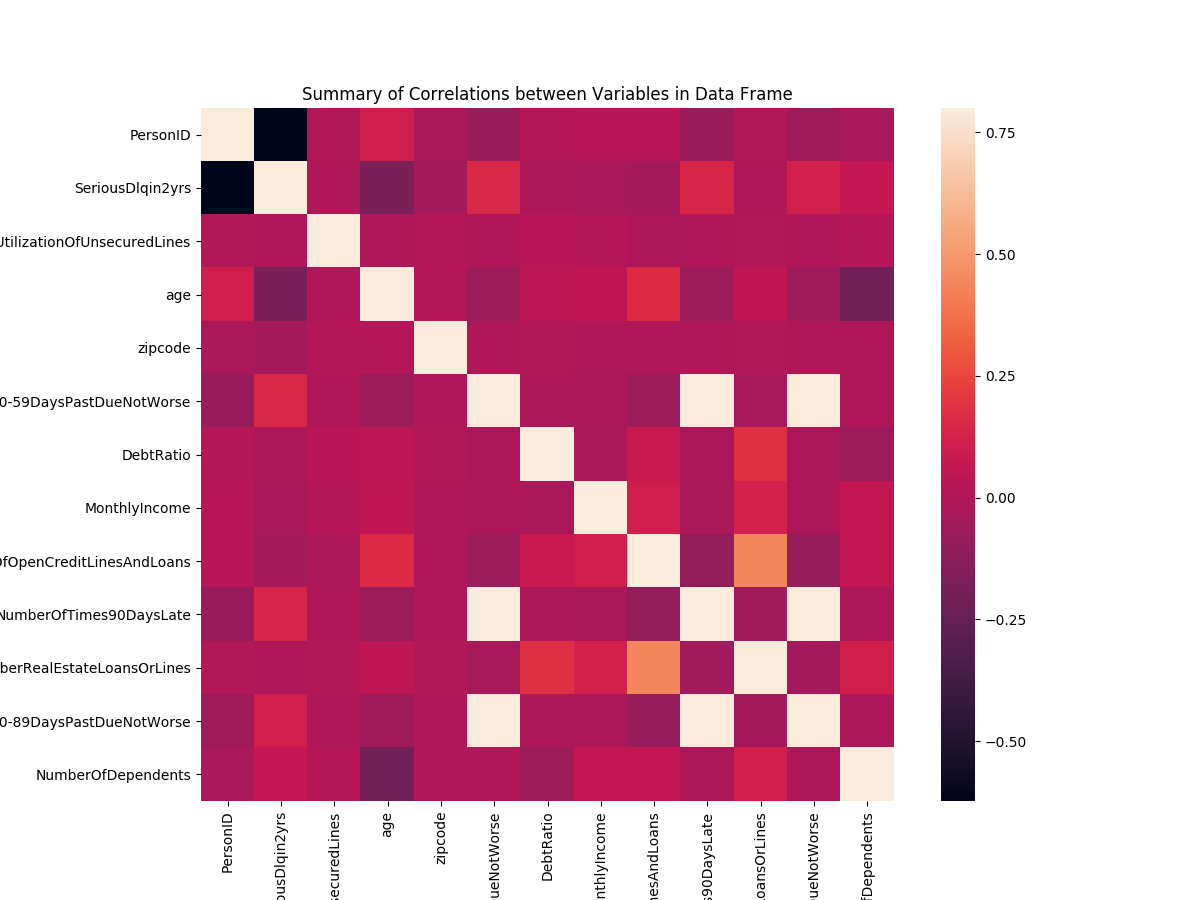 Summary of Correlations between Variables in Data Frame
PersonID
SeriousDlqin2yrs
UtilizationOfUnsecuredLines
age
zipcode
0-59DaysPastDueNotWorse
DebtRatio
MonthlyIncome
OfOpenCreditLinesAndLoans
NumberOfTimes90DaysLate
berRealEstateLoansOrLines
0-89DaysPastDueNotWorse
NumberOfDependents
0.75
0.50
0.25
0.00
−0.25
−0.50
PersonID
ousDlqin2yrs
securedLines
age
zipcode
ueNotWorse
DebtRatio
nthlyIncome
nesAndLoans
s90DaysLate
LoansOrLines
ueNotWorse
fDependents